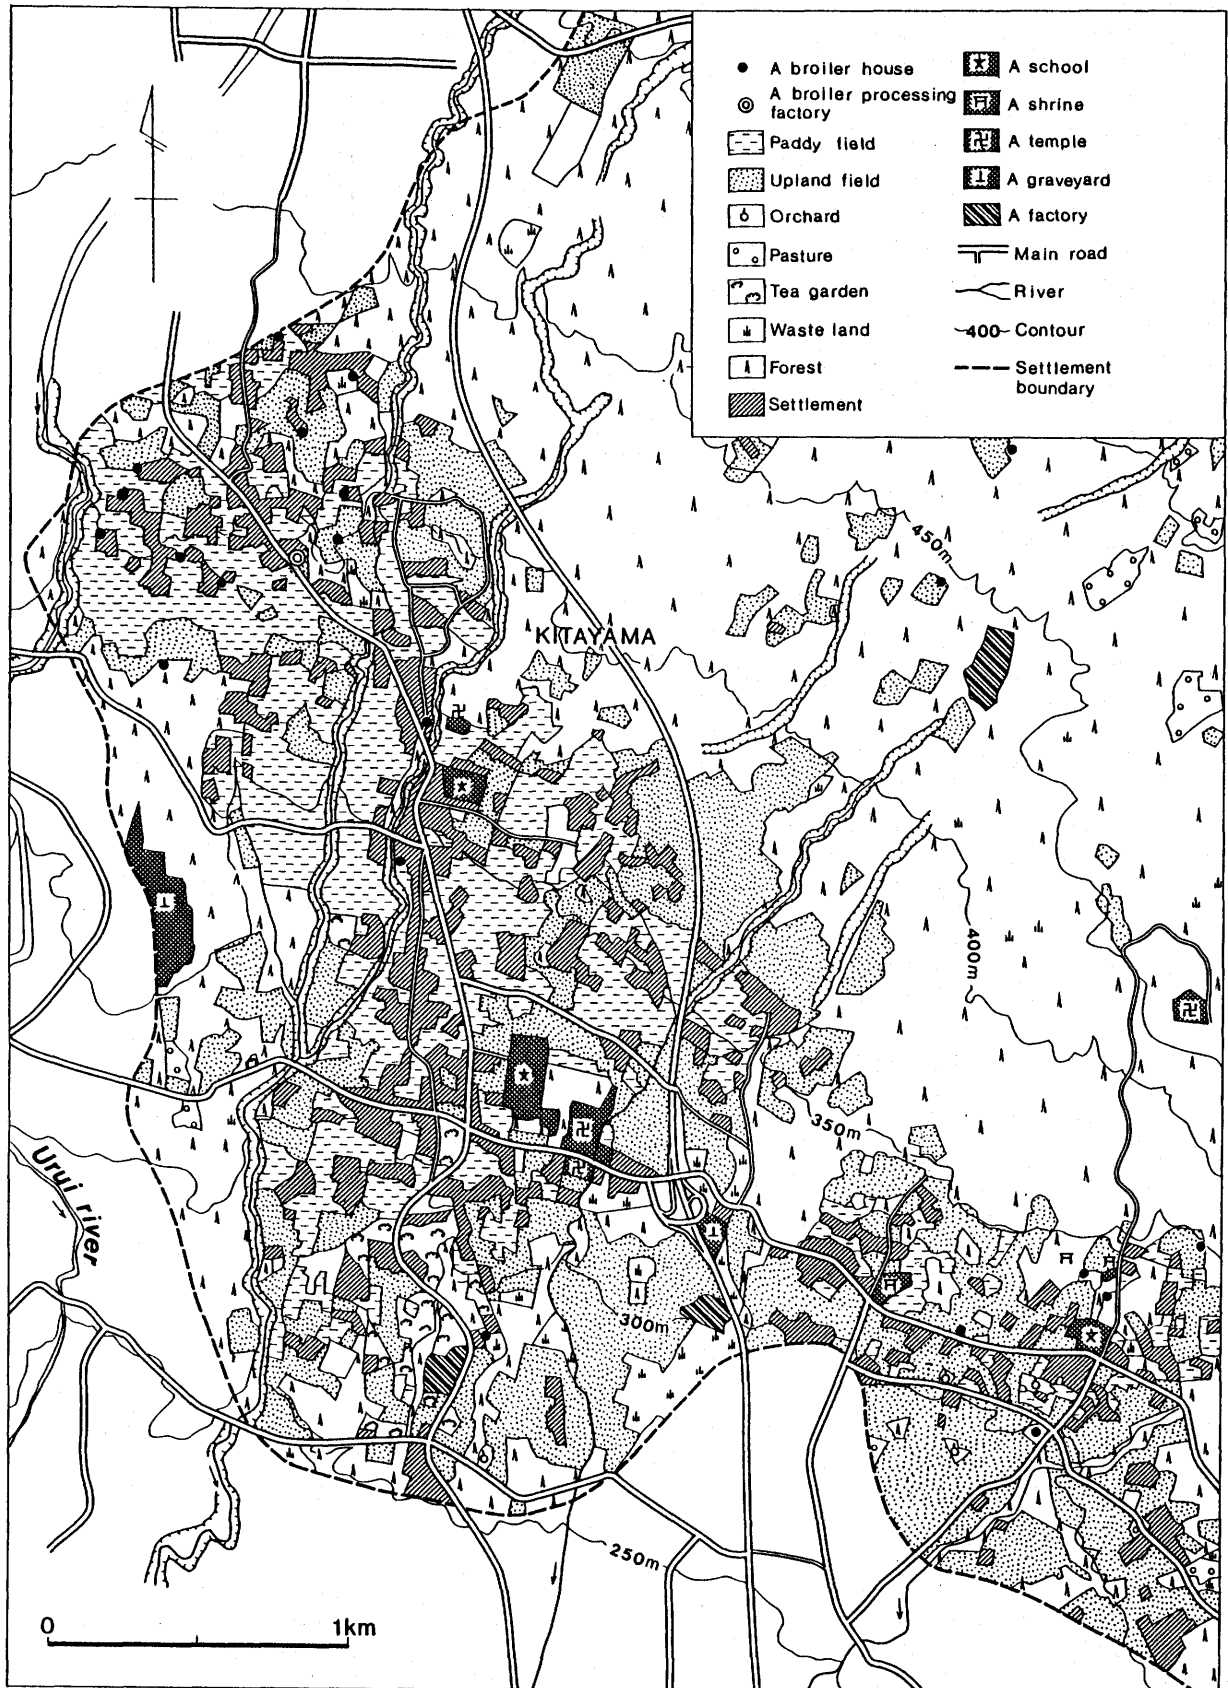 A broiler house
A broiler processing
factory
Paddy field
Upland field
Orchard
Pasture
Tea garden
Waste land
Forest
Settlement
A school
A shrine
A temple
A graveyard
A factory
Main road
River
400 Contour
Settlement
boundary
450m
KITAYAMA
400m
350m
Urui river
300m
250m
0 1km